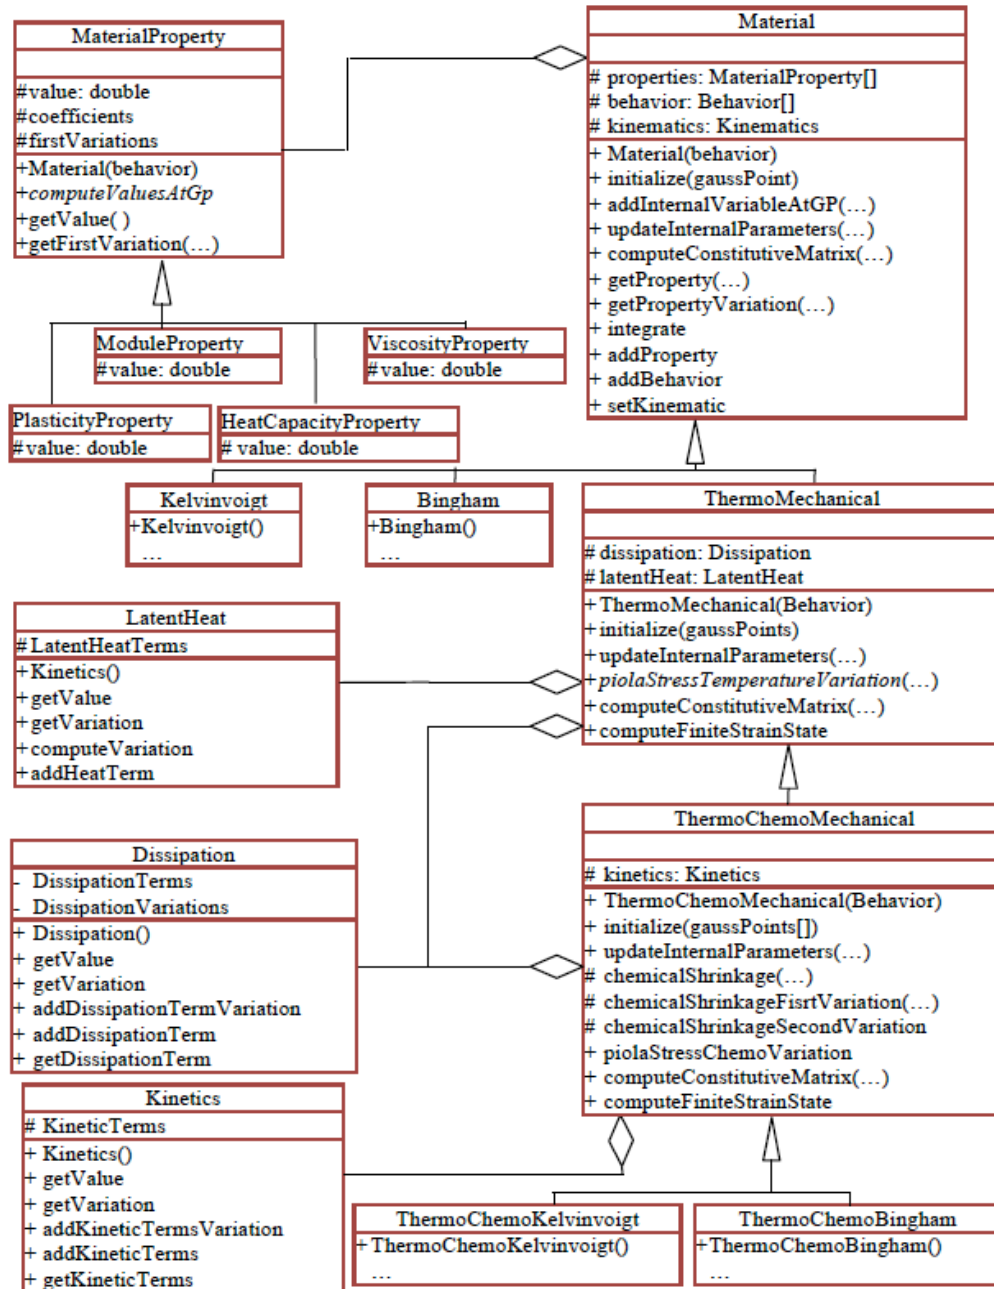 MaterialProperty
#value: double
#coefficients
#firstVariations
+Material(behavior)
+computeValuesAtGp
+getValue( )
+getFirstVariation(...)
Material
# properties: MaterialProperty[]
# behavior: Behavior[]
# kinematics: Kinematics
+ Material(behavior)
+ initialize(gaussPoint)
+ addInternalVariableAtGP(...)
+ updateInternalParameters(...)
+ computeConstitutiveMatrix(...)
+ getProperty(...)
+ getPropertyVariation(...)
+ integrate
+ addProperty
+ addBehavior
+ setKinematic
ModuleProperty
#value: double
ViscosityProperty
#value: double
PlasticityProperty
#value: double
HeatCapacityProperty
# value: double
Kelvinvoigt
+Kelvinvoigt()
...
Bingham
+Bingham()
...
ThermoMechanical
# dissipation: Dissipation
# latentHeat: LatentHeat
+ThermoMechanical(Behavior)
+initialize(gaussPoints)
+updateInternalParameters(...)
+piolaStressTemperatureVariation(...)
+computeConstitutiveMatrix(...)
+computeFiniteStrainState
LatentHeat
#LatentHeatTerms
+Kinetics()
+getValue
+getVariation
+computeVariation
+addHeatTerm
ThermoChemoMechanical
# kinetics: Kinetics
+ ThermoChemoMechanical(Behavior)
+ initialize(gaussPoints[])
+ updateInternalParameters(...)
# chemicalShrinkage(...)
# chemicalShrinkageFisrtVariation(...)
# chemicalShrinkageSecondVariation
+ piolaStressChemoVariation
+ computeConstitutiveMatrix(...)
+ computeFiniteStrainState
Dissipation
- DissipationTerms
- DissipationVariations
+ Dissipation()
+ getValue
+ getVariation
+ addDissipationTermVariation
+ addDissipationTerm
+ getDissipationTerm
Kinetics
# KineticTerms
+ Kinetics()
+ getValue
+ getVariation
+ addKineticTermsVariation
+ addKineticTerms
+ getKineticTerms
ThermoChemoKelvinvoigt
+ThermoChemoKelvinvoigt()
...
ThermoChemoBingham
+ThermoChemoBingham()
...